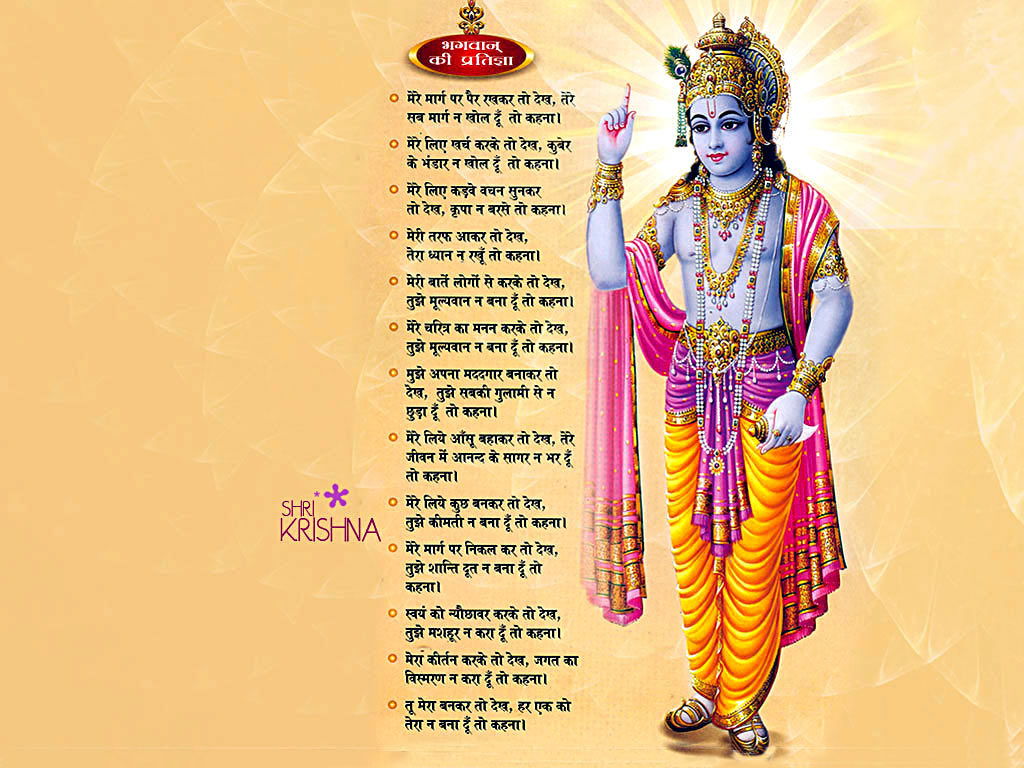 भगवान्
की प्रतिज्ञा
मेरे मार्ग पर पैर रखकर तो देख, तेरे
सब मार्ग न खोल दूँ तो कहना।
मेरे लिए खर्च करके तो देख, कुबेर
के भंडार न खोल दूँ तो कहना।
मेरे लिए कड़वे वचन सुनकर
तो देख, कृपा न बरसे तो कहना।
मेरी तरफ आकर तो देख,
तेरा ध्यान न रखूँ तो कहना।
मेरी बातें लोगों से करके तो देख,
तुझे मूल्यवान न बना दूँ तो कहना।
मेरे चरित्र का मनन करके तो देख,
तुझे मूल्यवान न बना दूँ तो कहना।
मुझे अपना मददगार बनाकर तो
देख, तुझे सबकी गुलामी से न
छुड़ा दूँ तो कहना।
मेरे लिये आँसू बहाकर तो देख, तेरे
जीवन में आनन्द के सागर न भर दूँ
तो कहना।
मेरे लिये कुछ बनकर तो देख,
तुझे कीमती न बना दूँ तो कहना।
मेरे मार्ग पर निकल कर तो देख,
तुझे शान्ति दूत न बना दूँ तो
कहना।
स्वयं को न्यौछावर करके तो देख,
तुझे मशहूर न करा दूँ तो कहना।
मेरा कीर्तन करके तो देख, जगत का
विस्मरण न करा दूँ तो कहना।
तू मेरा बनकर तो देख, हर एक को
तेरा न बना दूँ तो कहना।
SHRI
KRISHNA